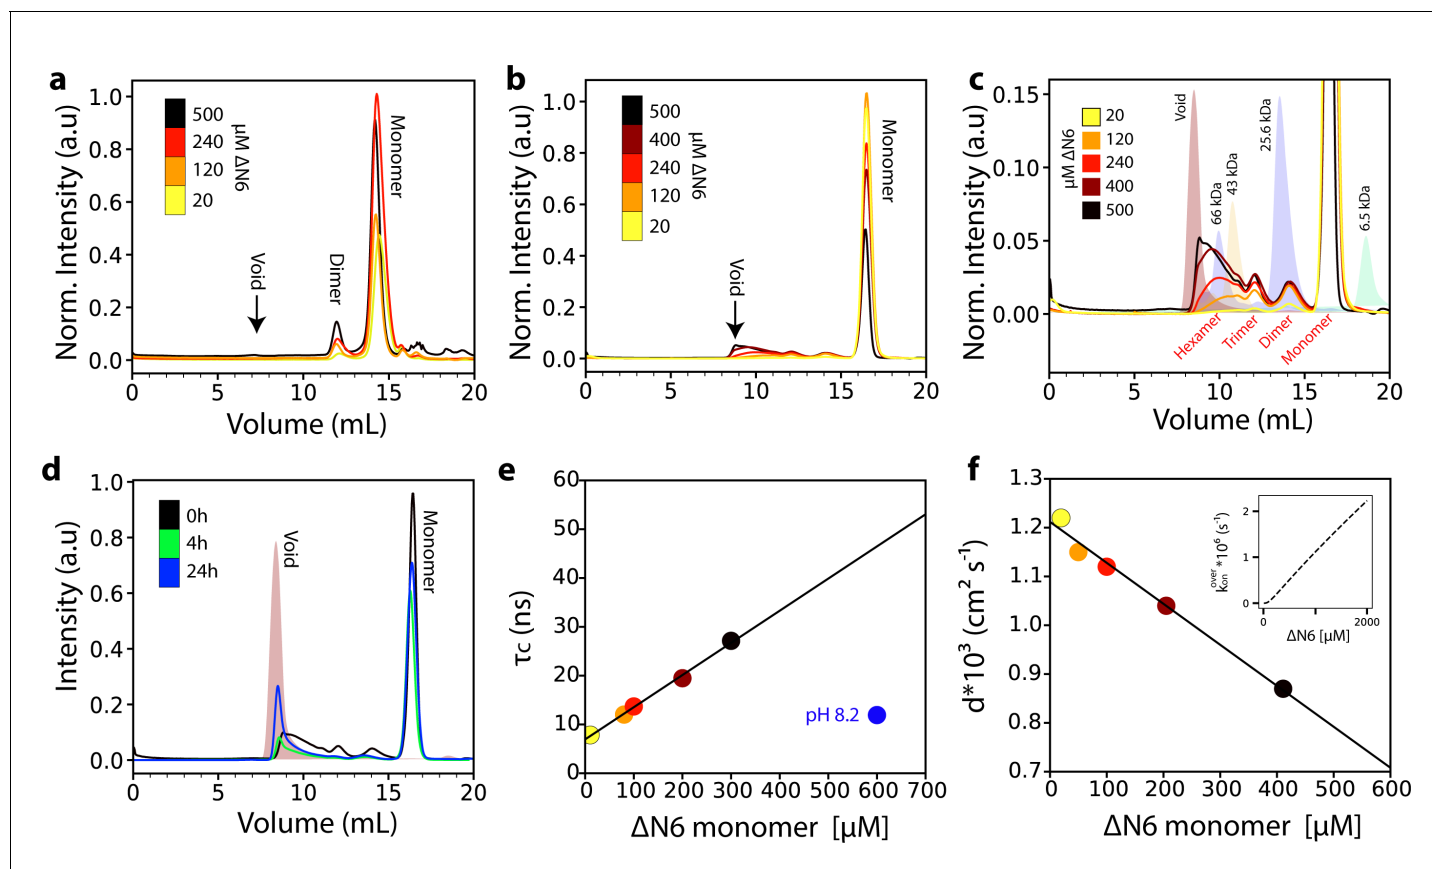 a
Norm. Intensity (a.u)
1.0
0.8
0.6
0.4
0.2
0.0
500
240
120
20
μM ΔN6
Void
Dimer
Monomer
0 5 10 15 20
Volume (mL)
b
Norm. Intensity (a.u)
1.0
0.8
0.6
0.4
0.2
0.0
500
400
240
120
20
μM ΔN6
Void
Monomer
0 5 10 15 20
Volume (mL)
c
Norm. Intensity (a.u)
0.15
0.10
0.05
0.00
μM ΔN6
20
120
240
400
500
Void
66 kDa
43 kDa
25.6 kDa
6.5 kDa
Hexamer
Trimer
Dimer
Monomer
0 5 10 15 20
Volume (mL)
d
Intensity (a.u)
1.0
0.8
0.6
0.4
0.2
0.0
0h
4h
24h
Void
Monomer
0 5 10 15 20
Volume (mL)
e
τc (ns)
60
50
40
30
20
10
0
pH 8.2
0 100 200 300 400 500 600 700
ΔN6 monomer [μM]
f
d*10³ (cm² s⁻¹)
1.3
1.2
1.1
1.0
0.9
0.8
0.7
k on over *10⁶ (s⁻¹)
2
1
0
0 2000
ΔN6 [μM]
0 100 200 300 400 500 600
ΔN6 monomer [μM]